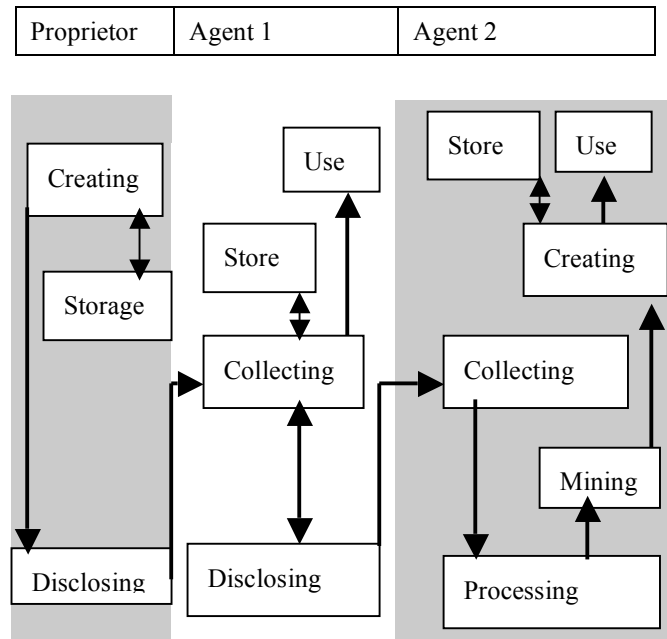 Proprietor Agent 1 Agent 2
Creating
Storage
Disclosing
Use
Store
Collecting
Disclosing
Store
Use
Creating
Collecting
Mining
Processing